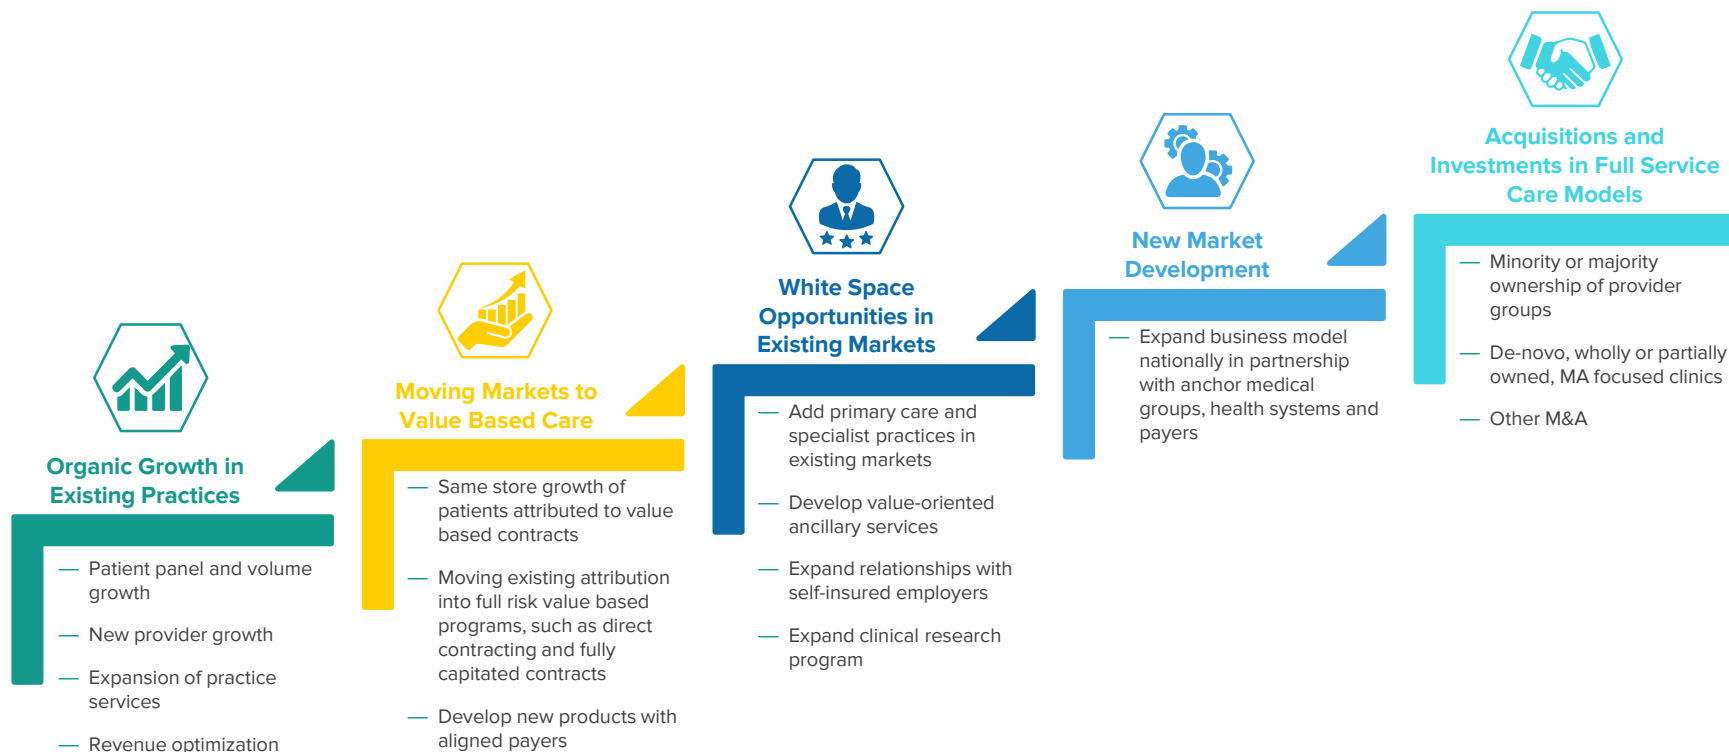 Organic Growth in
Existing Practices
— Patient panel and volume
growth
— New provider growth
— Expansion of practice
services
— Revenue optimization
Moving Markets to
Value Based Care
— Same store growth of
patients attributed to value
based contracts
— Moving existing attribution
into full risk value based
programs, such as direct
contracting and fully
capitated contracts
— Develop new products with
aligned payers
White Space
Opportunities in
Existing Markets
— Add primary care and
specialist practices in
existing markets
— Develop value-oriented
ancillary services
— Expand relationships with
self-insured employers
— Expand clinical research
program
New Market
Development
— Expand business model
nationally in partnership
with anchor medical
groups, health systems and
payers
Acquisitions and
Investments in Full Service
Care Models
— Minority or majority
ownership of provider
groups
— De-novo, wholly or partially
owned, MA focused clinics
— Other M&A